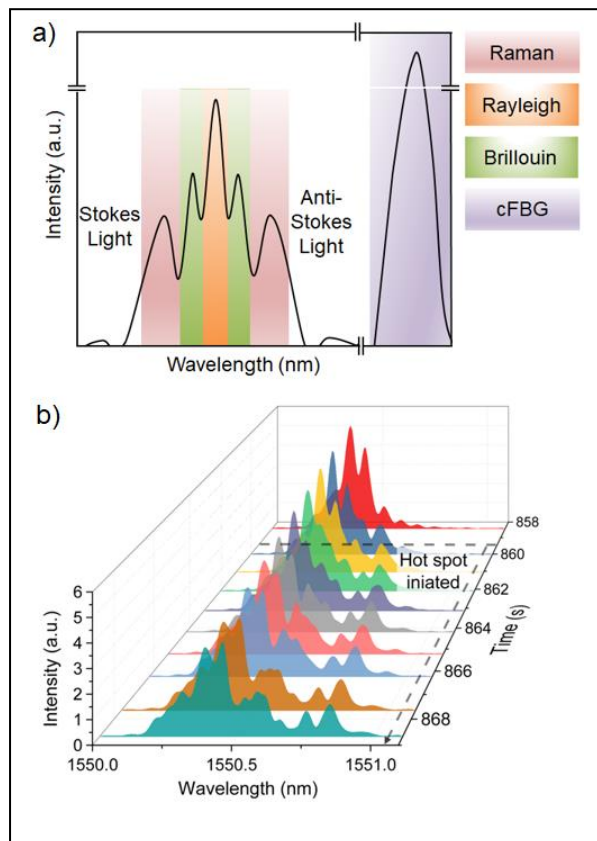 a)
Raman
Rayleigh
Brillouin
cFBG
Intensity (a.u.)
Stokes
Light
Anti-
Stokes
Light
Wavelength (nm)
b)
858
860
Hot spot
iniated
862
864
866
868
Time (s)
6
5
4
3
2
1
0
Intensity (a.u.)
1550.0
1550.5
1551.0
Wavelength (nm)